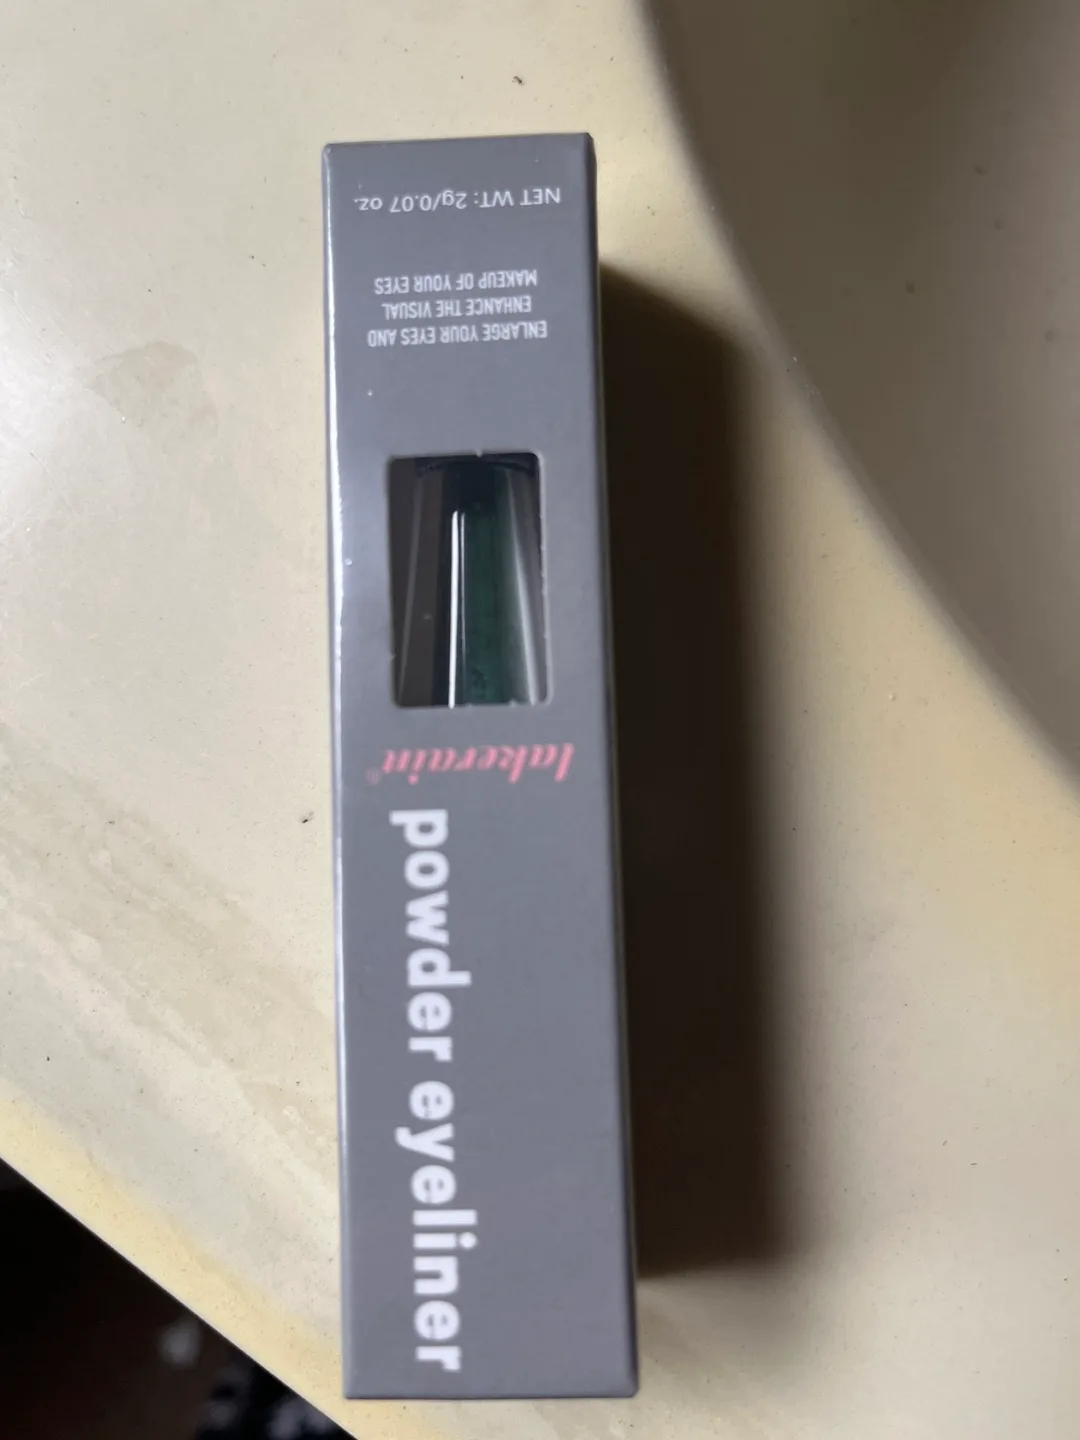 powder eyeliner
lakerain®
ENLARGE YOUR EYES AND
ENHANCE THE VISUAL
MAKEUP OF YOUR EYES
NET WT: 2g/0.07 oz.